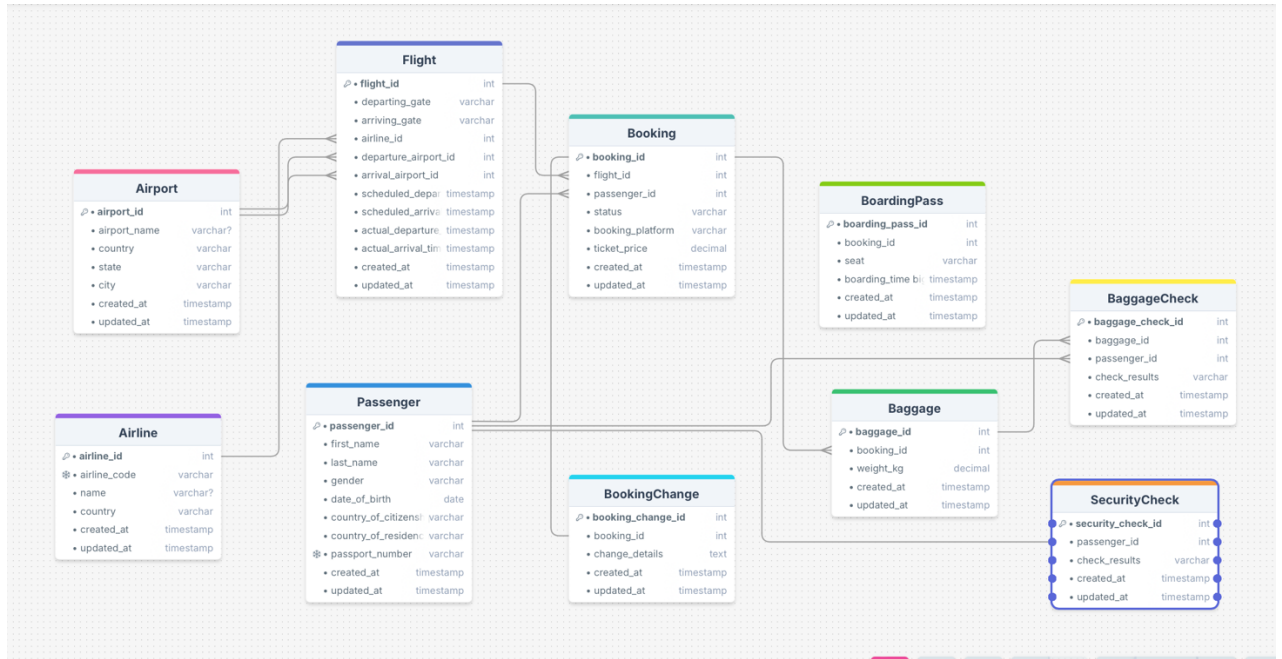 Flight
flight_id int
departing_gate varchar
arriving_gate varchar
airline_id int
departure_airport_id int
arrival_airport_id int
scheduled_depar timestamp
scheduled_arriva timestamp
actual_departure_ timestamp
actual_arrival_tim timestamp
created_at timestamp
updated_at timestamp
Booking
booking_id int
flight_id int
passenger_id int
status varchar
booking_platform varchar
ticket_price decimal
created_at timestamp
updated_at timestamp
Airport
airport_id int
airport_name varchar?
country varchar
state varchar
city varchar
created_at timestamp
updated_at timestamp
BoardingPass
boarding_pass_id int
booking_id int
seat varchar
boarding_time bi timestamp
created_at timestamp
updated_at timestamp
BaggageCheck
baggage_check_id int
baggage_id int
passenger_id int
check_results varchar
created_at timestamp
updated_at timestamp
Passenger
passenger_id int
first_name varchar
last_name varchar
gender varchar
date_of_birth date
country_of_citizens varchar
country_of_residenc varchar
passport_number varchar
created_at timestamp
updated_at timestamp
Baggage
baggage_id int
booking_id int
weight_kg decimal
created_at timestamp
updated_at timestamp
Airline
airline_id int
airline_code varchar
name varchar?
country varchar
created_at timestamp
updated_at timestamp
BookingChange
booking_change_id int
booking_id int
change_details text
created_at timestamp
updated_at timestamp
SecurityCheck
security_check_id int
passenger_id int
check_results varchar
created_at timestamp
updated_at timestamp